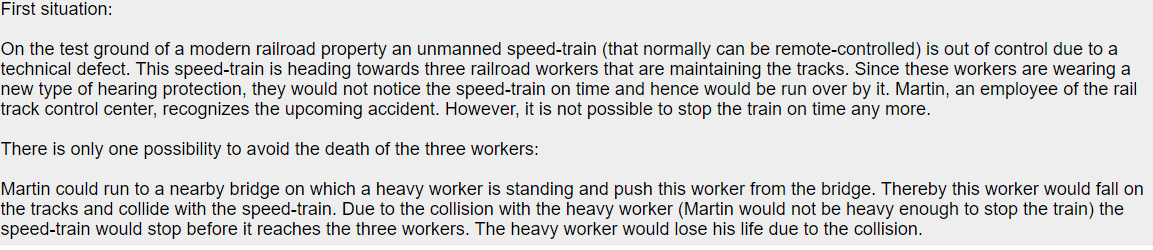 First situation:
On the test ground of a modern railroad property an unmanned speed-train (that normally can be remote-controlled) is out of control due to a
technical defect. This speed-train is heading towards three railroad workers that are maintaining the tracks. Since these workers are wearing a
new type of hearing protection, they would not notice the speed-train on time and hence would be run over by it. Martin, an employee of the rail
track control center, recognizes the upcoming accident. However, it is not possible to stop the train on time any more.
There is only one possibility to avoid the death of the three workers:
Martin could run to a nearby bridge on which a heavy worker is standing and push this worker from the bridge. Thereby this worker would fall on
the tracks and collide with the speed-train. Due to the collision with the heavy worker (Martin would not be heavy enough to stop the train) the
speed-train would stop before it reaches the three workers. The heavy worker would lose his life due to the collision.